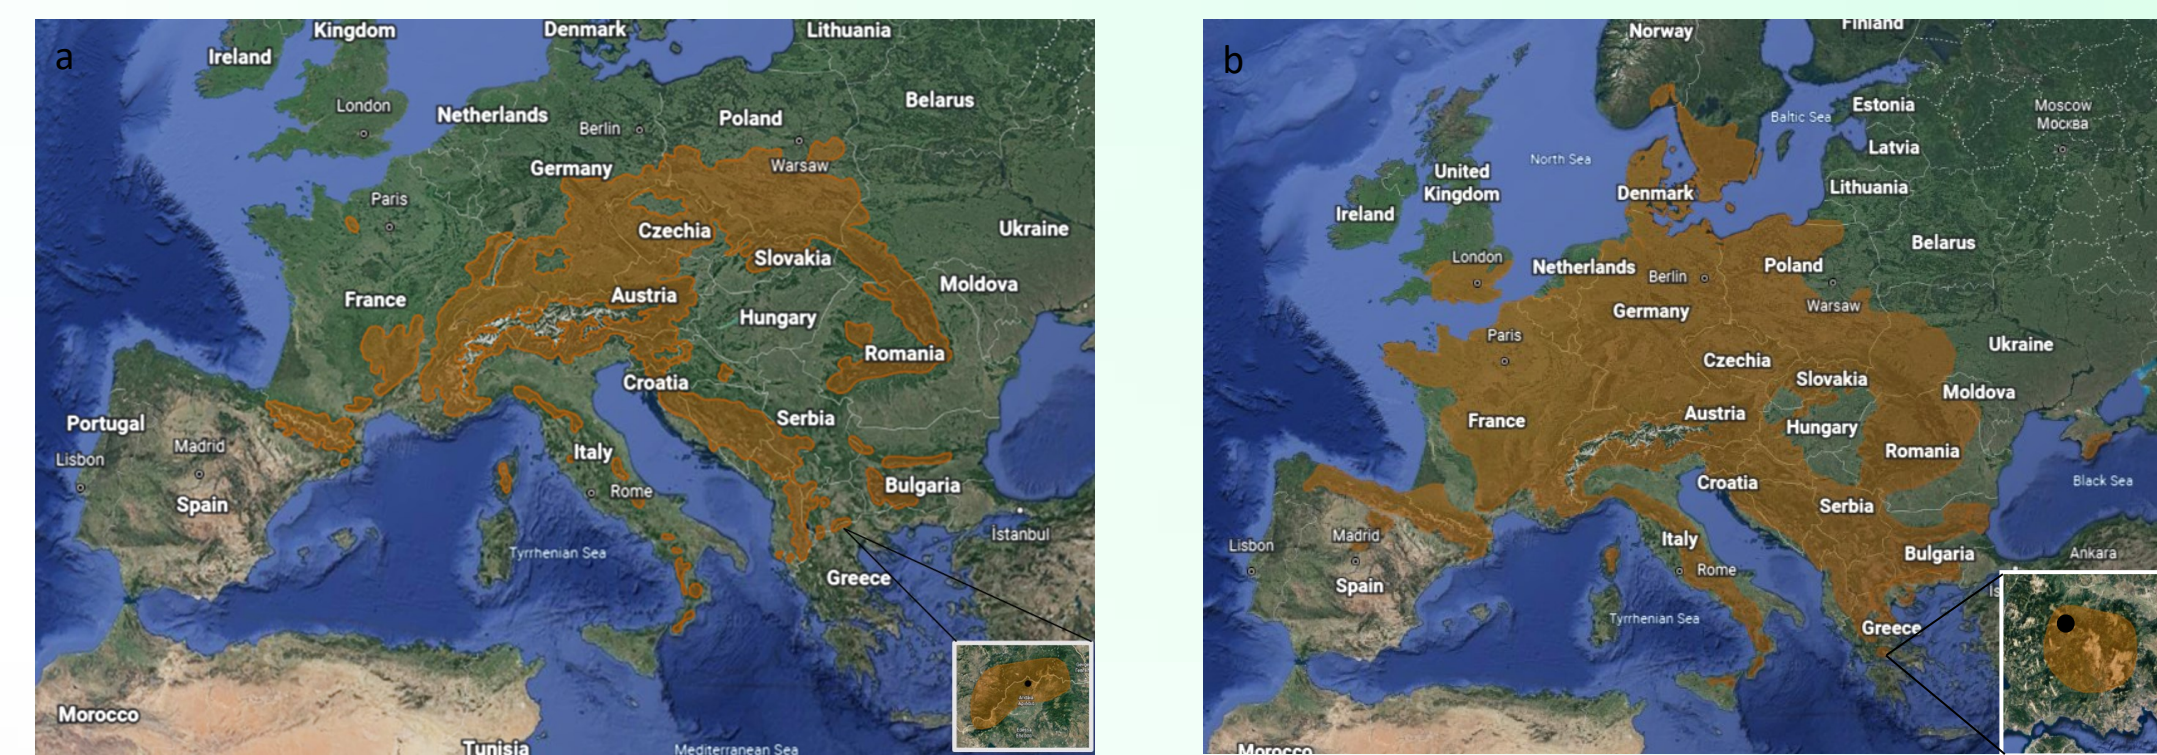 a
Kingdom
Denmark
Lithuania
Ireland
London
Netherlands
Berlin
Poland
Belarus
Warsaw
Germany
Paris
Czechia
Ukraine
Slovakia
France
Austria
Moldova
Hungary
Romania
Croatia
Portugal
Madrid
Serbia
Lisbon
Italy
Rome
Spain
Bulgaria
İstanbul
Tyrrhenian Sea
Greece
Morocco
Tunisia
Mediterranean Sea
b
Norway
Finland
Estonia
Moscow
Москва
Baltic Sea
Latvia
North Sea
United
Kingdom
Lithuania
Denmark
Ireland
Belarus
London
Netherlands
Berlin
Poland
Warsaw
Germany
Paris
Ukraine
Czechia
Slovakia
Moldova
France
Austria
Hungary
Romania
Croatia
Black Sea
Serbia
Madrid
Italy
Lisbon
Bulgaria
Ankara
Rome
Spain
Tyrrhenian Sea
Greece
Morocco